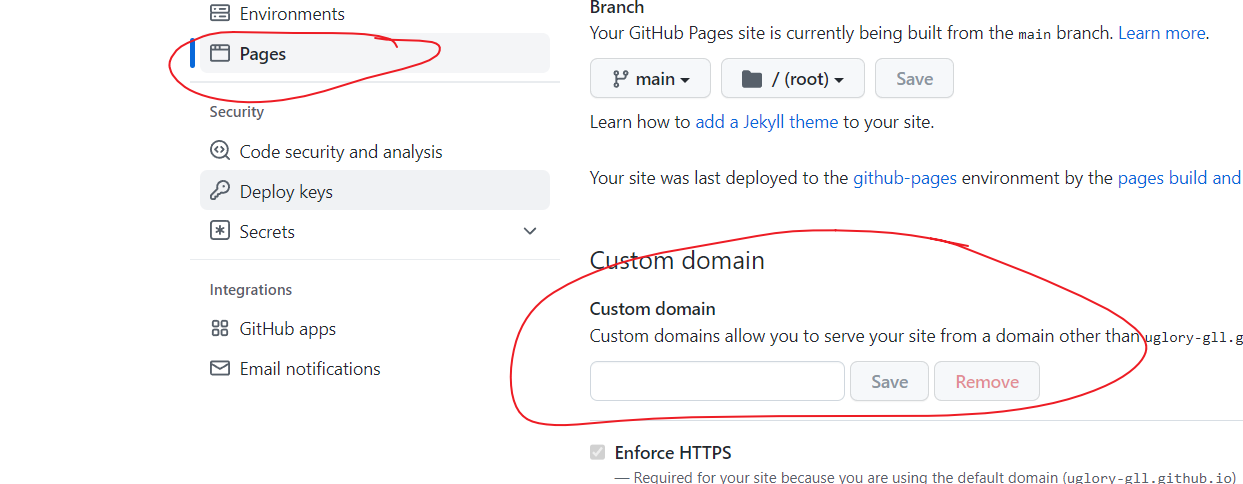 Environments
Pages
Security
Code security and analysis
Deploy keys
Secrets
Integrations
GitHub apps
Email notifications
Branch
Your GitHub Pages site is currently being built from the main branch. Learn more.
main
/ (root)
Save
Learn how to add a Jekyll theme to your site.
Your site was last deployed to the github-pages environment by the pages build and
Custom domain
Custom domain
Custom domains allow you to serve your site from a domain other than uglory-gll.g
Save
Remove
Enforce HTTPS
— Required for your site because you are using the default domain (uglory-gll.github.io)